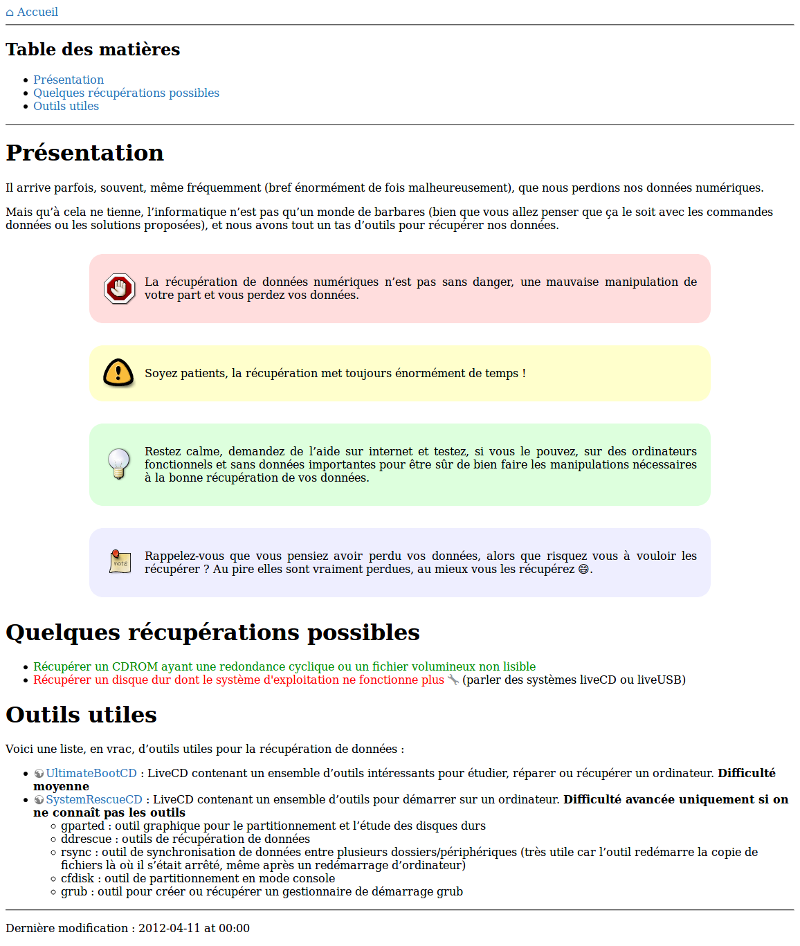 ⌂ Accueil
Table des matières
Présentation
Quelques récupérations possibles
Outils utiles
Présentation
Il arrive parfois, souvent, même fréquemment (bref énormément de fois malheureusement), que nous perdions nos données numériques.
Mais qu’à cela ne tienne, l’informatique n’est pas qu’un monde de barbares (bien que vous allez penser que ça le soit avec les commandes
données ou les solutions proposées), et nous avons tout un tas d’outils pour récupérer nos données.
La récupération de données numériques n’est pas sans danger, une mauvaise manipulation de
votre part et vous perdez vos données.
Soyez patients, la récupération met toujours énormément de temps !
Restez calme, demandez de l’aide sur internet et testez, si vous le pouvez, sur des ordinateurs
fonctionnels et sans données importantes pour être sûr de bien faire les manipulations nécessaires
à la bonne récupération de vos données.
NOTE
Rappelez-vous que vous pensiez avoir perdu vos données, alors que risquez vous à vouloir les
récupérer ? Au pire elles sont vraiment perdues, au mieux vous les récupérez 😄.
Quelques récupérations possibles
Récupérer un CDROM ayant une redondance cyclique ou un fichier volumineux non lisible
Récupérer un disque dur dont le système d'exploitation ne fonctionne plus 🔧 (parler des systèmes liveCD ou liveUSB)
Outils utiles
Voici une liste, en vrac, d’outils utiles pour la récupération de données :
UltimateBootCD : LiveCD contenant un ensemble d’outils intéressants pour étudier, réparer ou récupérer un ordinateur. Difficulté
moyenne
SystemRescueCD : LiveCD contenant un ensemble d’outils pour démarrer sur un ordinateur. Difficulté avancée uniquement si on
ne connaît pas les outils
gparted : outil graphique pour le partitionnement et l’étude des disques durs
ddrescue : outils de récupération de données
rsync : outil de synchronisation de données entre plusieurs dossiers/périphériques (très utile car l’outil redémarre la copie de
fichiers là où il s’était arrêté, même après un redémarrage d’ordinateur)
cfdisk : outil de partitionnement en mode console
grub : outil pour créer ou récupérer un gestionnaire de démarrage grub
Dernière modification : 2012-04-11 at 00:00